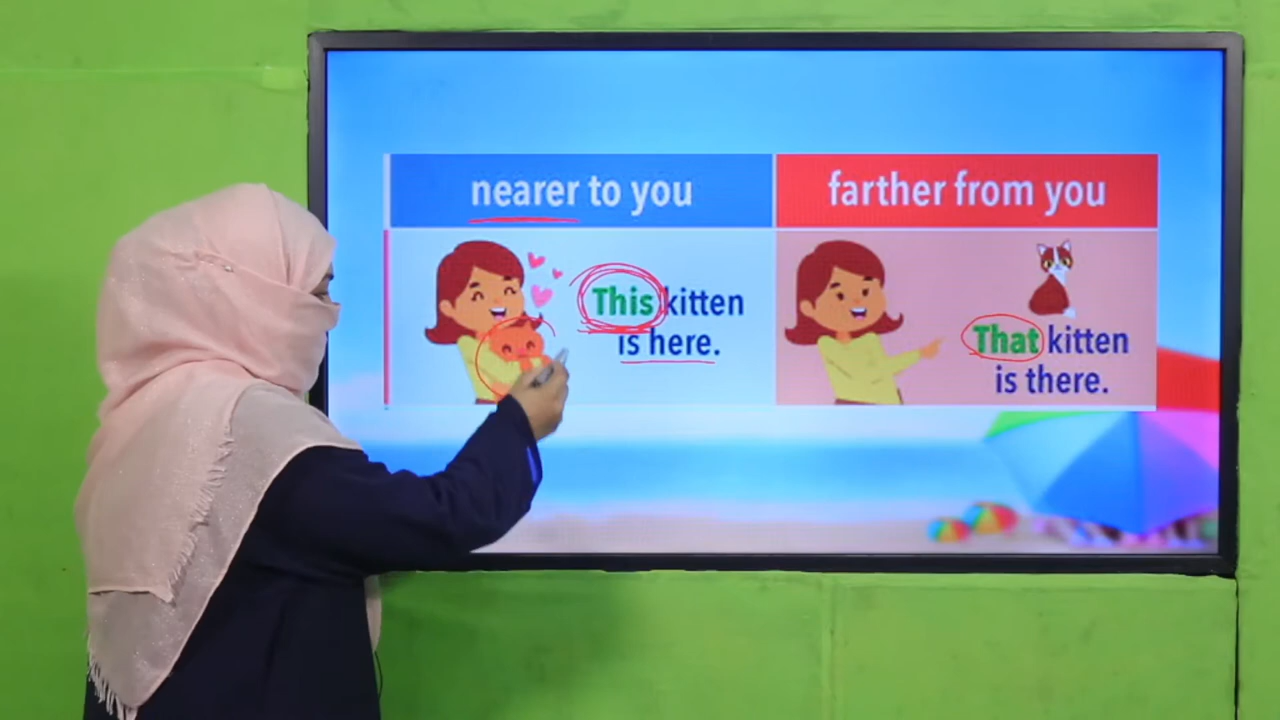 nearer to you
farther from you
This kitten
is here.
That kitten
is there.